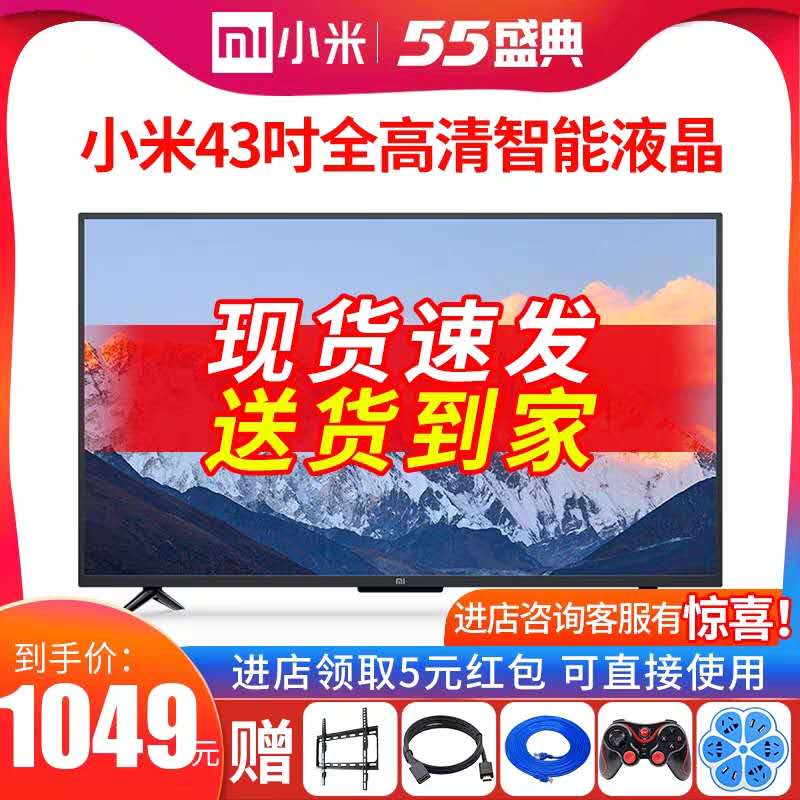 mi小米 55盛典
小米43吋全高清智能液晶
现货速发
送货到家
mi
进店咨询客服有惊喜!
到手价:
1049元
进店领取5元红包 可直接使用
赠